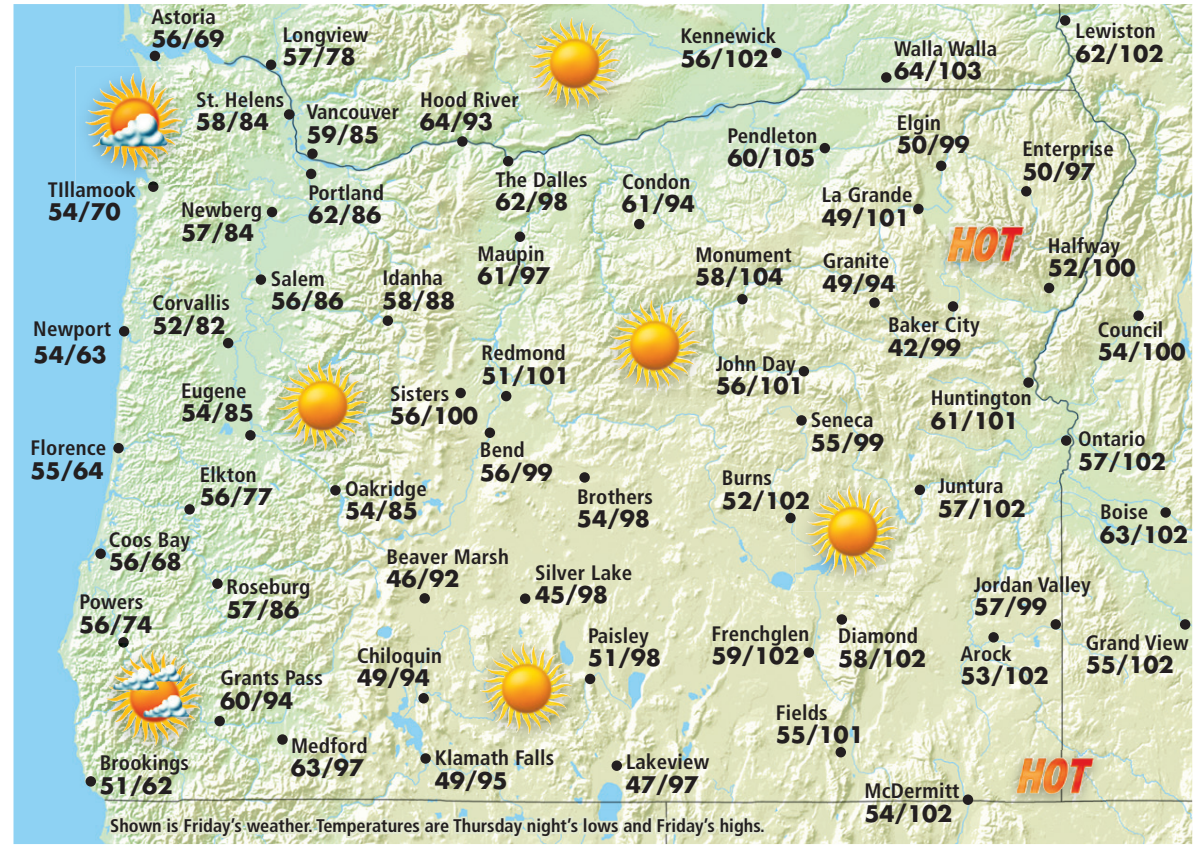 Astoria
56/69
Longview
57/78
Kennewick
56/102
Walla Walla
64/103
Lewiston
62/102
St. Helens
58/84
Vancouver
59/85
Hood River
64/93
Pendleton
60/105
Elgin
50/99
Enterprise
50/97
TIllamook
54/70
Newberg
57/84
Portland
62/86
The Dalles
62/98
Condon
61/94
La Grande
49/101
HOT
Maupin
61/97
Monument
58/104
Granite
49/94
Halfway
52/100
Salem
56/86
Idanha
58/88
Corvallis
52/82
Newport
54/63
Baker City
42/99
Council
54/100
Redmond
51/101
John Day
56/101
Eugene
54/85
Sisters
56/100
Huntington
61/101
Seneca
55/99
Florence
55/64
Bend
56/99
Ontario
57/102
Elkton
56/77
Oakridge
54/85
Brothers
54/98
Burns
52/102
Juntura
57/102
Boise
63/102
Coos Bay
56/68
Beaver Marsh
46/92
Silver Lake
45/98
Roseburg
57/86
Jordan Valley
57/99
Powers
56/74
Paisley
51/98
Frenchglen
59/102
Diamond
58/102
Arock
53/102
Grand View
55/102
Chiloquin
49/94
Grants Pass
60/94
Fields
55/101
Medford
63/97
Klamath Falls
49/95
Lakeview
47/97
Brookings
51/62
HOT
McDermitt
54/102
Shown is Friday's weather. Temperatures are Thursday night's lows and Friday's highs.